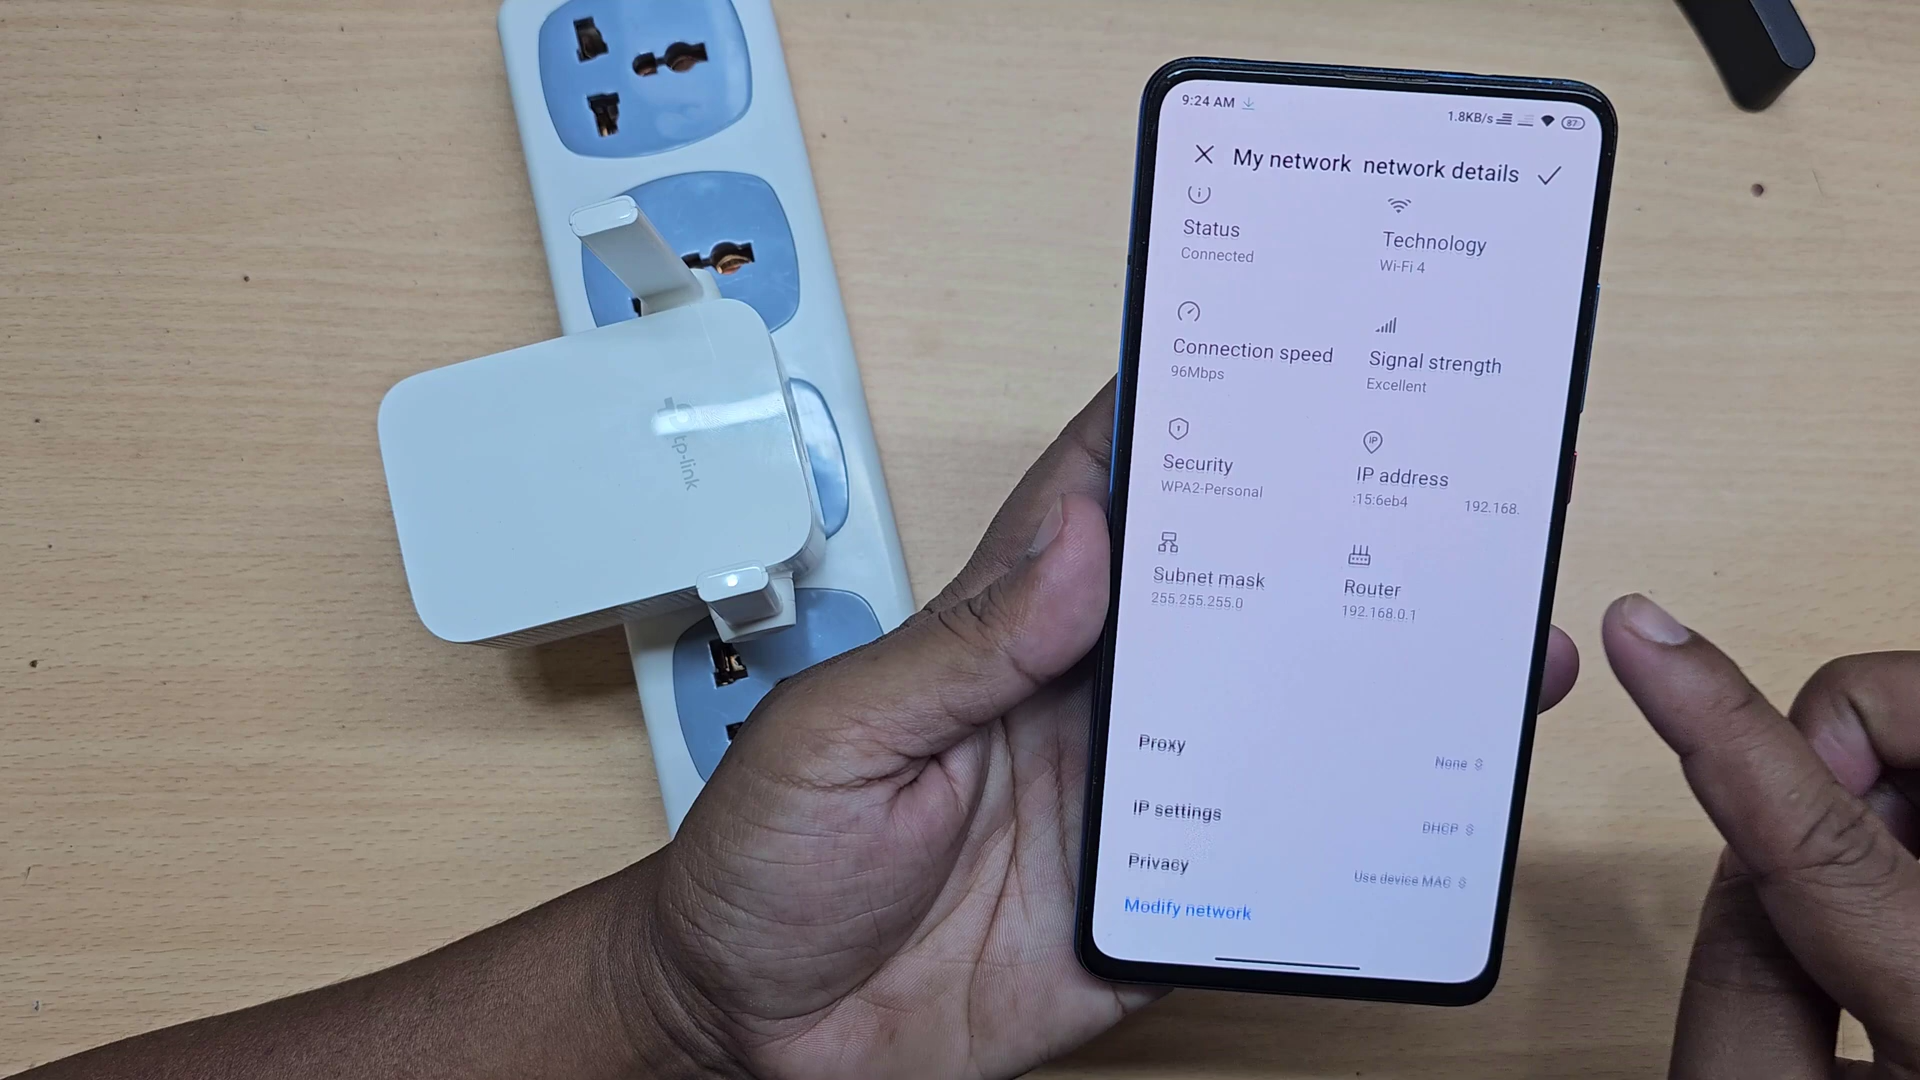 9:24 AM
1.8KB/s 87
My network network details
Status
Connected
Technology
Wi-Fi 4
Connection speed
96Mbps
Signal strength
Excellent
Security
WPA2-Personal
IP address
:15:6eb4 192.168.
Subnet mask
255.255.255.0
Router
192.168.0.1
Proxy
None
IP settings
DHCP
Privacy
Use device MAC
Modify network
tp-link